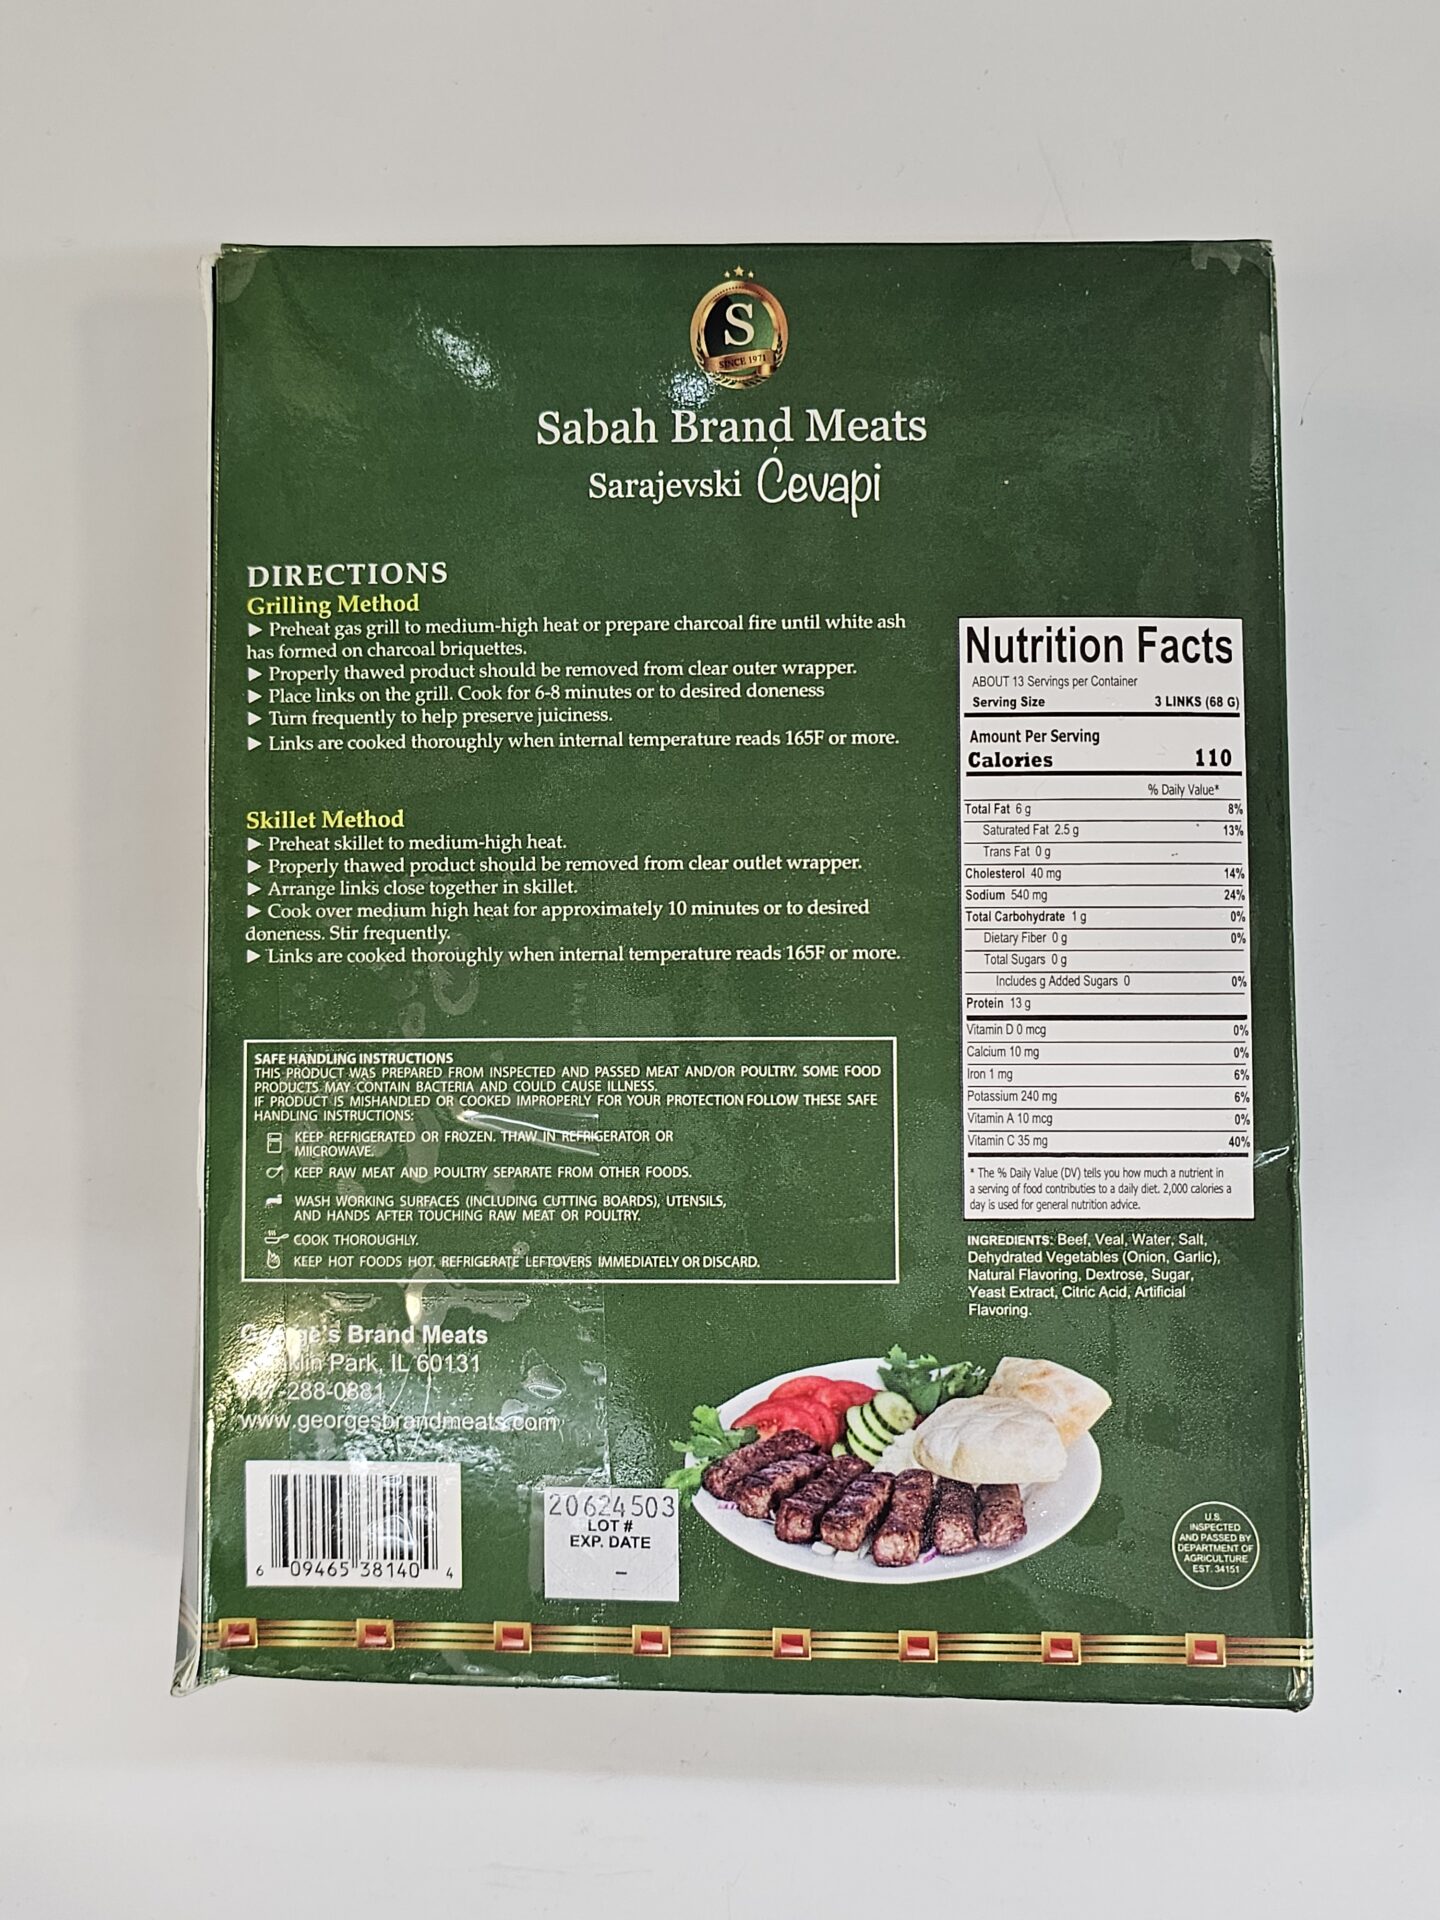 S
SINCE 1971
Sabah Brand Meats
Sarajevski Ćevapi
DIRECTIONS
Grilling Method
► Preheat gas grill to medium-high heat or prepare charcoal fire until white ash
has formed on charcoal briquettes.
► Properly thawed product should be removed from clear outer wrapper.
► Place links on the grill. Cook for 6-8 minutes or to desired doneness
► Turn frequently to help preserve juiciness.
► Links are cooked thoroughly when internal temperature reads 165F or more.
Skillet Method
► Preheat skillet to medium-high heat.
► Properly thawed product should be removed from clear outlet wrapper.
► Arrange links close together in skillet.
► Cook over medium high heat for approximately 10 minutes or to desired
doneness. Stir frequently.
► Links are cooked thoroughly when internal temperature reads 165F or more.
SAFE HANDLING INSTRUCTIONS
THIS PRODUCT WAS PREPARED FROM INSPECTED AND PASSED MEAT AND/OR POULTRY. SOME FOOD
PRODUCTS MAY CONTAIN BACTERIA AND COULD CAUSE ILLNESS.
IF PRODUCT IS MISHANDLED OR COOKED IMPROPERLY FOR YOUR PROTECTION FOLLOW THESE SAFE
HANDLING INSTRUCTIONS:
KEEP REFRIGERATED OR FROZEN. THAW IN REFRIGERATOR OR
MIICROWAVE.
KEEP RAW MEAT AND POULTRY SEPARATE FROM OTHER FOODS.
WASH WORKING SURFACES (INCLUDING CUTTING BOARDS), UTENSILS,
AND HANDS AFTER TOUCHING RAW MEAT OR POULTRY.
COOK THOROUGHLY.
KEEP HOT FOODS HOT. REFRIGERATE LEFTOVERS IMMEDIATELY OR DISCARD.
George's Brand Meats
Park, IL 60131
-288-0881
www.georgesbrandmeats.com
6 09465 38140 4
20624503
LOT #
EXP. DATE
–
Nutrition Facts
ABOUT 13 Servings per Container
Serving Size 3 LINKS (68 G)
Amount Per Serving
Calories 110
% Daily Value*
Total Fat 6 g 8%
Saturated Fat 2.5 g 13%
Trans Fat 0 g
Cholesterol 40 mg 14%
Sodium 540 mg 24%
Total Carbohydrate 1 g 0%
Dietary Fiber 0 g 0%
Total Sugars 0 g
Includes g Added Sugars 0 0%
Protein 13 g
Vitamin D 0 mcg 0%
Calcium 10 mg 0%
Iron 1 mg 6%
Potassium 240 mg 6%
Vitamin A 10 mcg 0%
Vitamin C 35 mg 40%
* The % Daily Value (DV) tells you how much a nutrient in
a serving of food contributies to a daily diet. 2,000 calories a
day is used for general nutrition advice.
INGREDIENTS: Beef, Veal, Water, Salt,
Dehydrated Vegetables (Onion, Garlic),
Natural Flavoring, Dextrose, Sugar,
Yeast Extract, Citric Acid, Artificial
Flavoring.
U.S.
INSPECTED
AND PASSED BY
DEPARTMENT OF
AGRICULTURE
EST. 34151